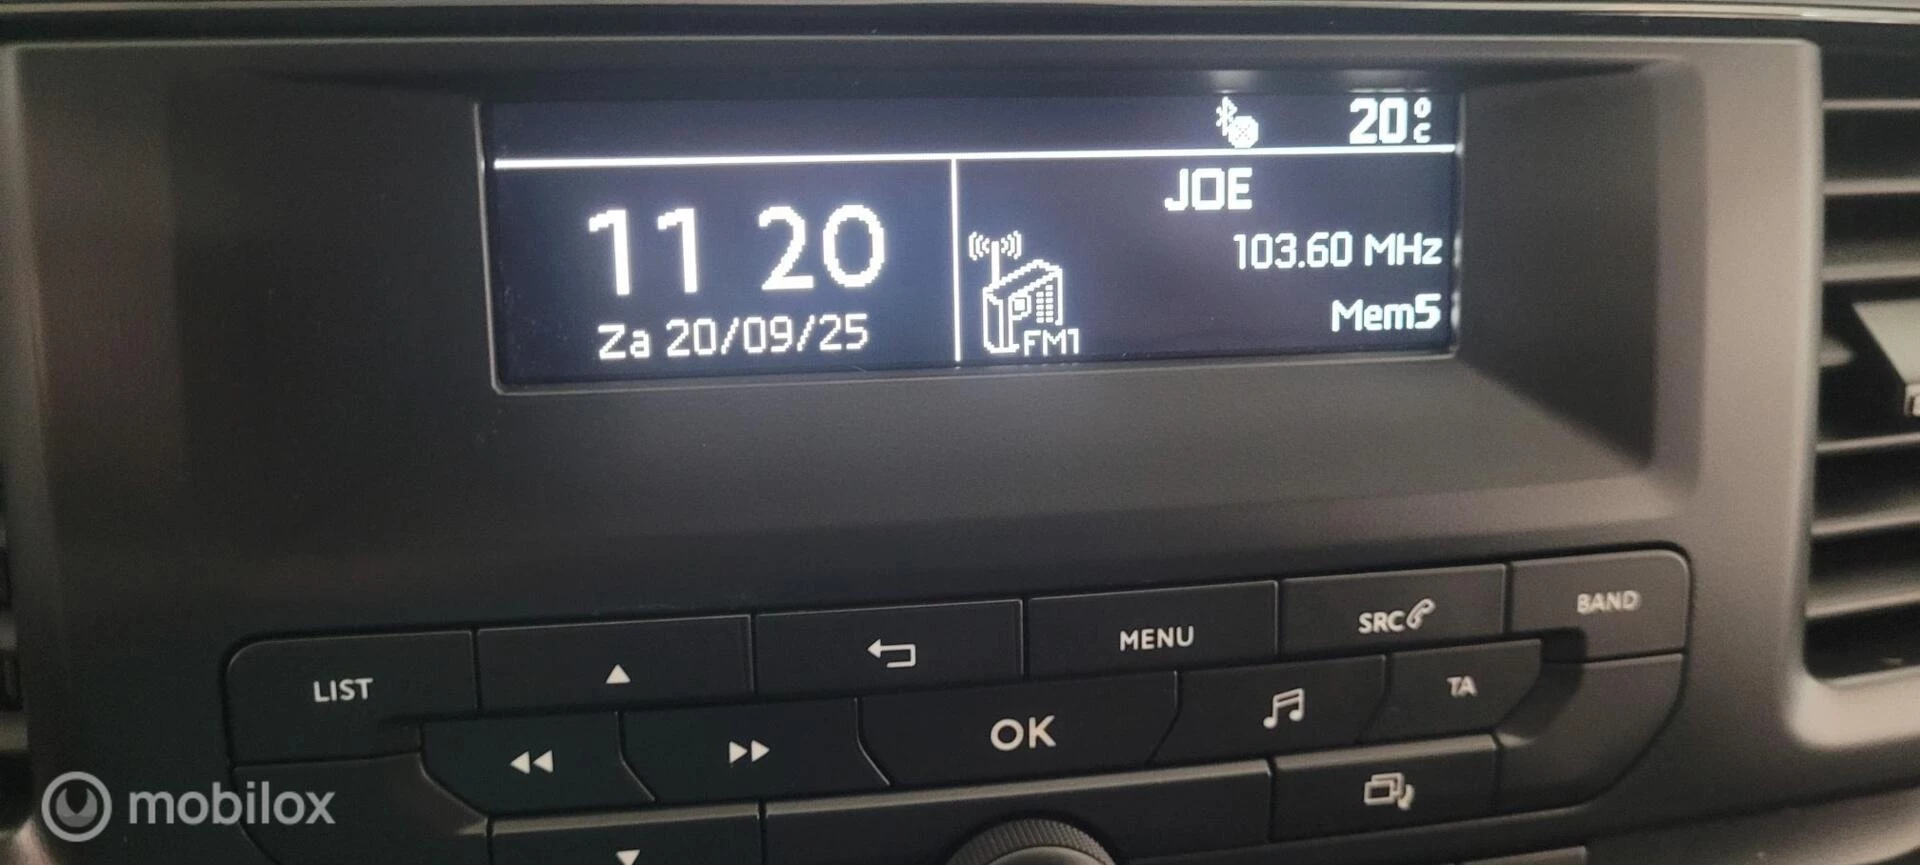 20°C
11 20
Za 20/09/25
JOE
103.60 MHz
Mem5
FM1
LIST
MENU
SRC
BAND
OK
TA
mobilox